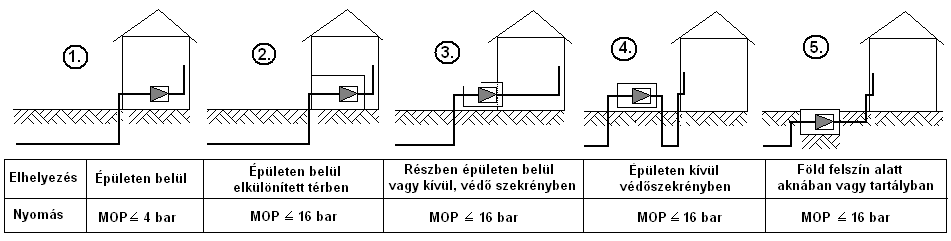 1.
2.
3.
4.
5.
Elhelyezés
Épületen belül
Épületen belül
elkülönített térben
Részben épületen belül
vagy kívül, védő szekrényben
Épületen kívül
védőszekrényben
Föld felszín alatt
aknában vagy tartályban
Nyomás
MOP ≤ 4 bar
MOP ≤ 16 bar
MOP ≤ 16 bar
MOP ≤ 16 bar
MOP ≤ 16 bar